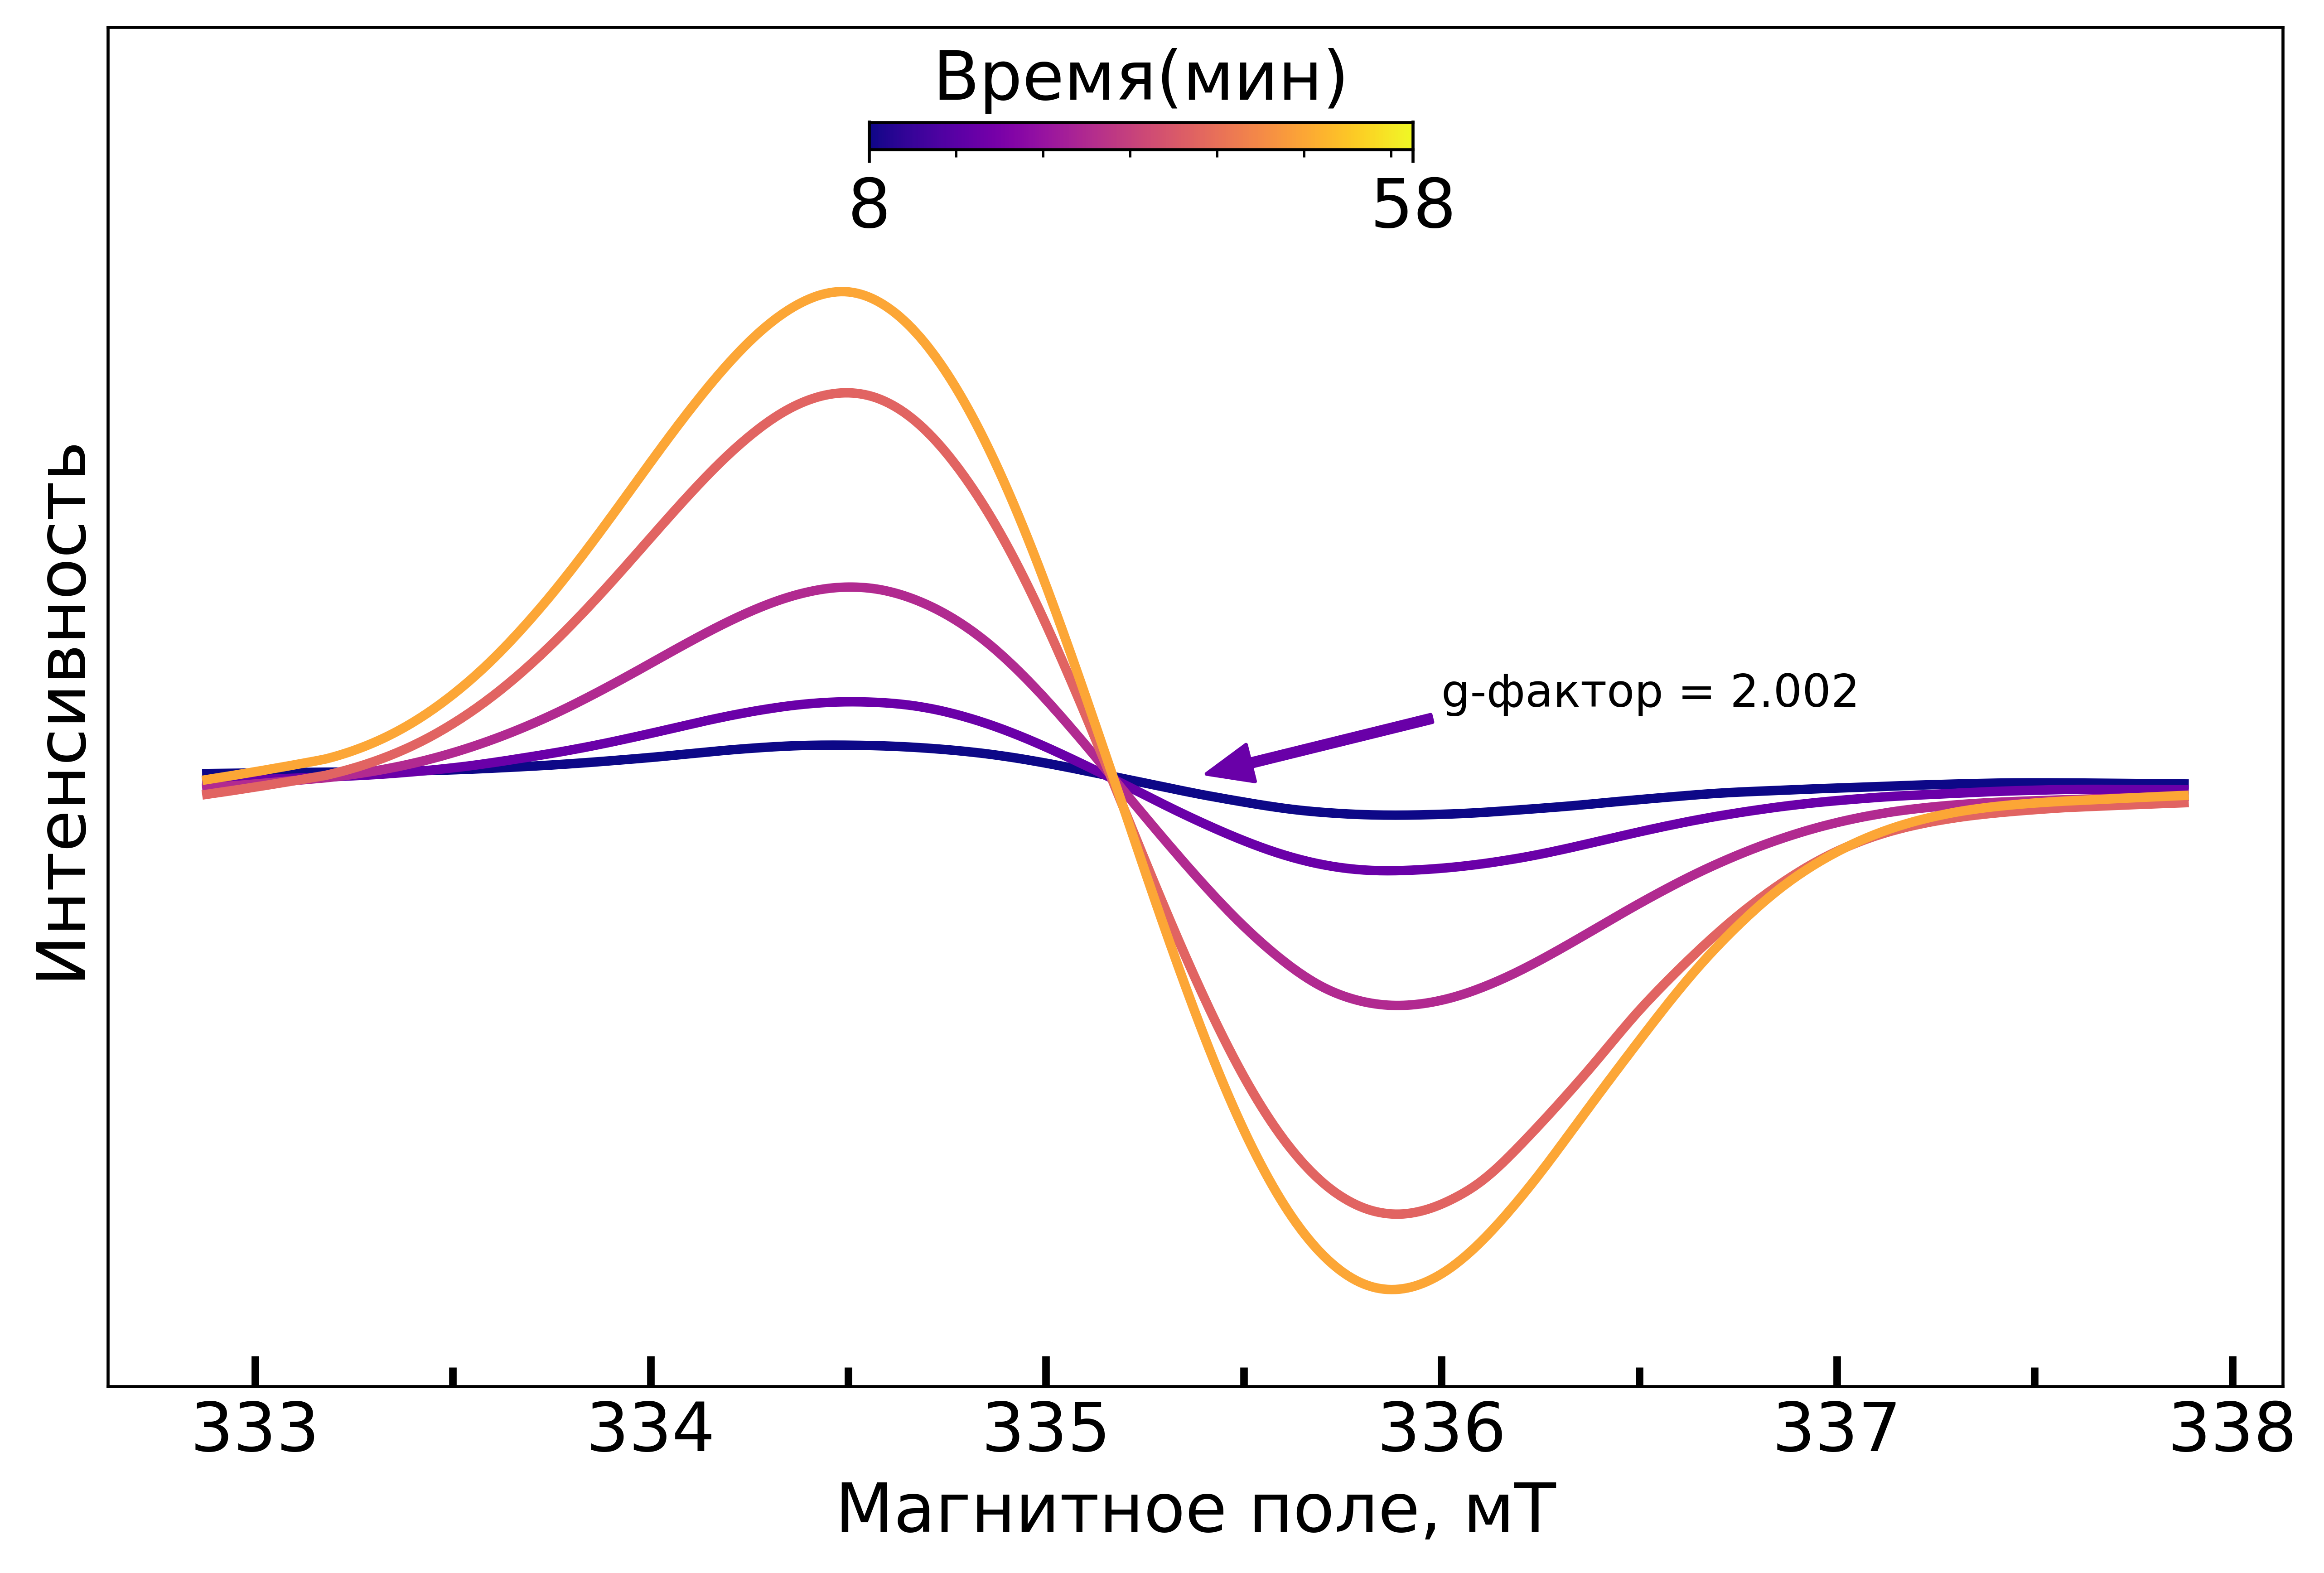 Время(мин)
8 58
g-фактор = 2.002
Интенсивность
333 334 335 336 337 338
Магнитное поле, мТ